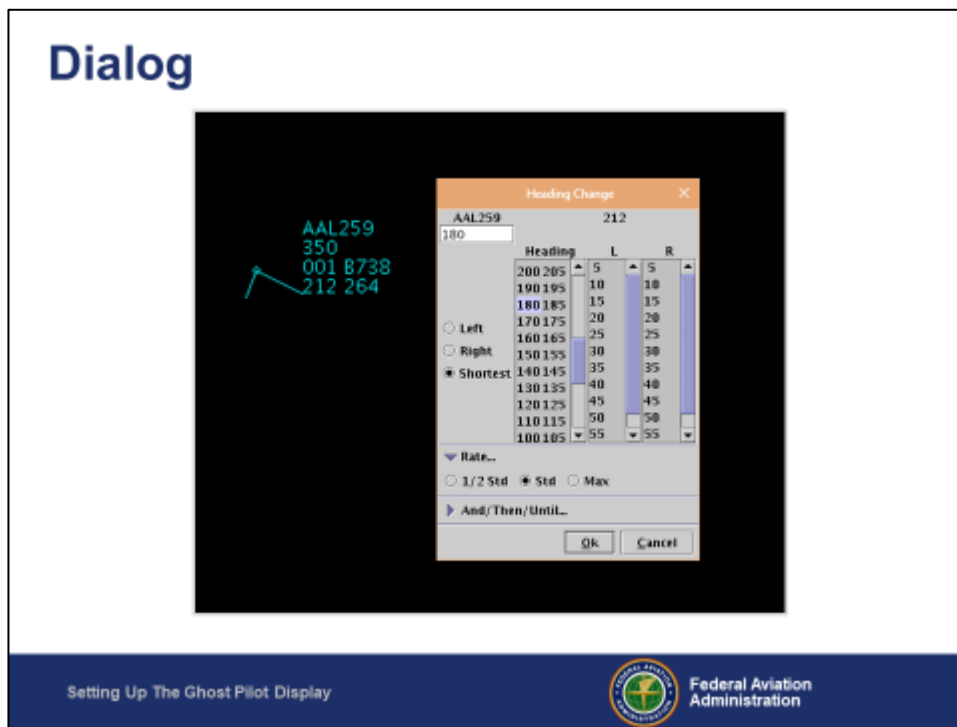 Dialog
AAL259
350
001 B738
212 264
Heading Change
AAL259 212
180
Heading L R
200 205 5 5
190 195 10 10
180 185 15 15
170 175 20 20
160 165 25 25
150 155 30 30
140 145 35 35
130 135 40 40
120 125 45 45
110 115 50 50
100 105 55 55
Left
Right
Shortest
Rate...
1/2 Std Std Max
And/Then/Until...
Ok Cancel
Setting Up The Ghost Pilot Display
Federal Aviation
Administration